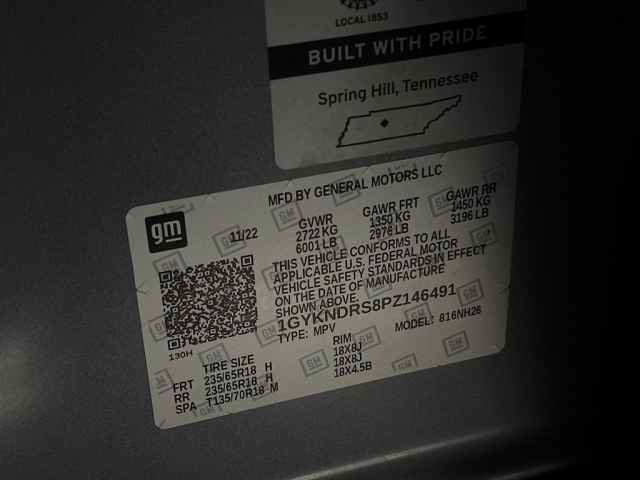 LOCAL 1853
BUILT WITH PRIDE
Spring Hill, Tennessee
MFD BY GENERAL MOTORS LLC
gm
11/22
GVWR
2722 KG
6001 LB
GAWR FRT
1350 KG
2976 LB
GAWR RR
1450 KG
3196 LB
THIS VEHICLE CONFORMS TO ALL
APPLICABLE U.S. FEDERAL MOTOR
VEHICLE SAFETY STANDARDS IN EFFECT
ON THE DATE OF MANUFACTURE
SHOWN ABOVE.
1GYKNDRS8PZ146491
TYPE: MPV
MODEL: 816NH26
130H
TIRE SIZE
RIM
FRT 235/65R18 H 18X8J
RR 235/65R18 H 18X8J
SPA T135/70R18 M 18X4.5B